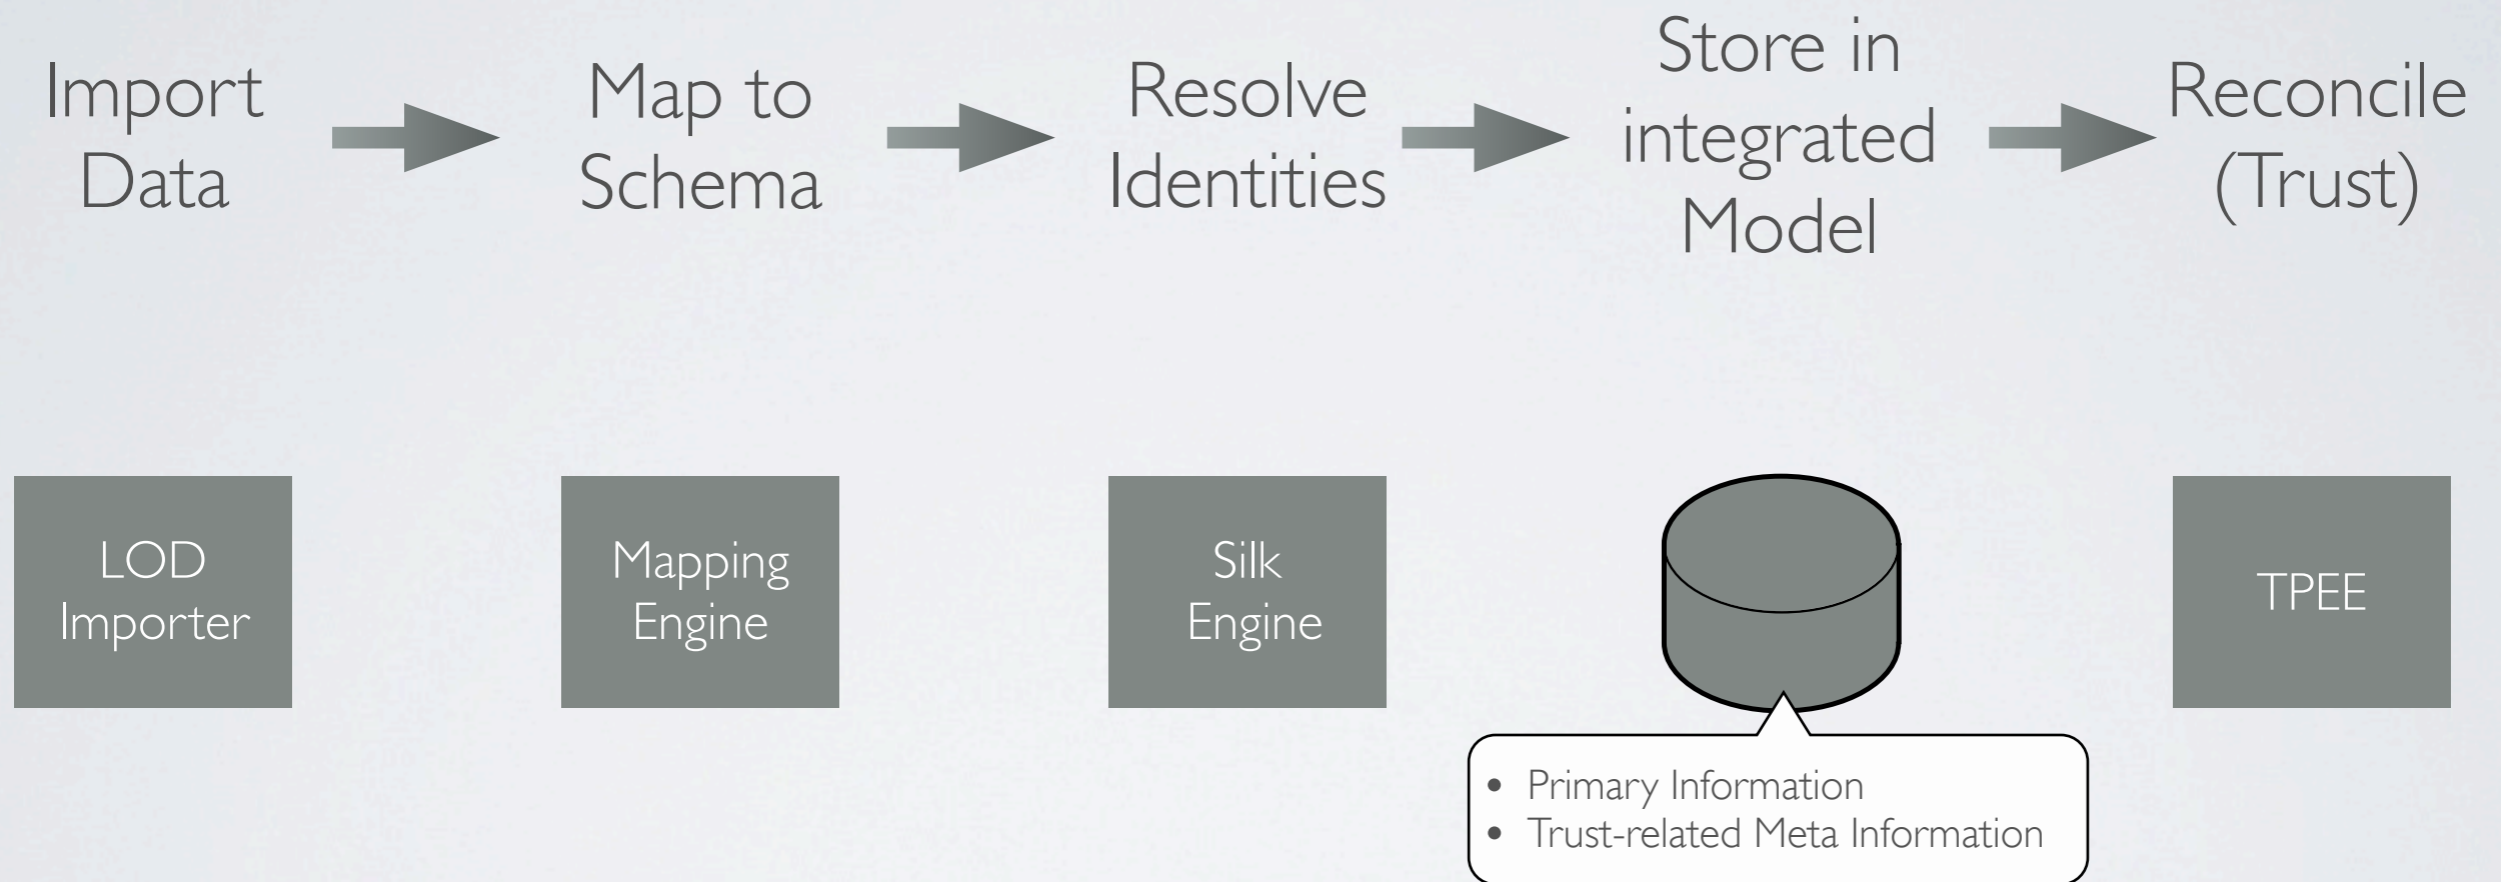 Import
Data
Map to
Schema
Resolve
Identities
Store in
integrated
Model
Reconcile
(Trust)
LOD
Importer
Mapping
Engine
Silk
Engine
TPEE
• Primary Information
• Trust-related Meta Information